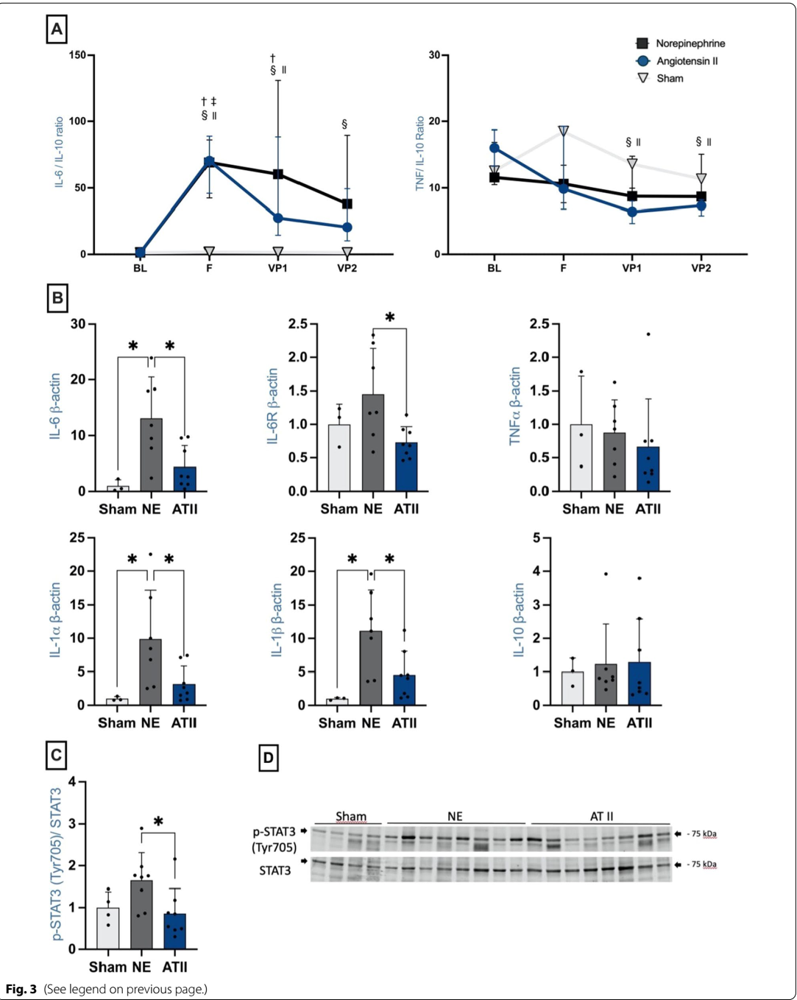 A
Norepinephrine
Angiotensin II
Sham
IL-6 / IL-10 ratio
150
100
50
0
† ‡
§ ॥
†
§ ॥
§
BL F VP1 VP2
TNF/ IL-10 Ratio
30
20
10
0
§ ॥
§ ॥
BL F VP1 VP2
B
IL-6 β-actin
30
20
10
0
* *
Sham NE ATII
IL-6R β-actin
2.5
2.0
1.5
1.0
0.5
0.0
*
Sham NE ATII
TNFα β-actin
2.5
2.0
1.5
1.0
0.5
0.0
Sham NE ATII
IL-1α β-actin
25
20
15
10
5
0
* *
Sham NE ATII
IL-1β β-actin
25
20
15
10
5
0
* *
Sham NE ATII
IL-10 β-actin
5
4
3
2
1
0
Sham NE ATII
C
p-STAT3 (Tyr705)/ STAT3
4
3
2
1
0
*
Sham NE ATII
D
Sham NE AT II
p-STAT3
(Tyr705)
- 75 kDa
STAT3
- 75 kDa
Fig. 3 (See legend on previous page.)